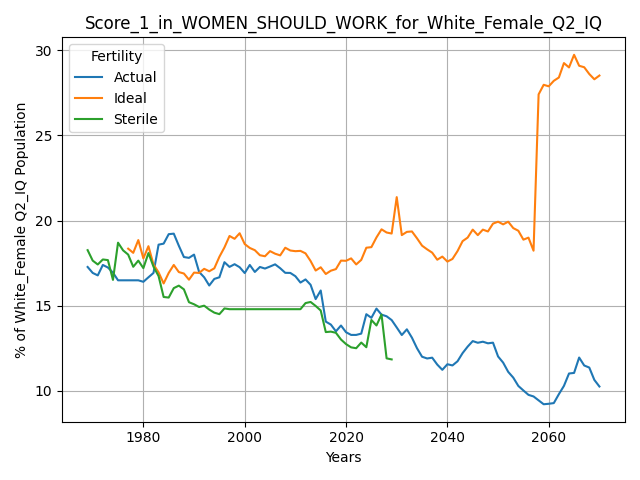 Score_1_in_WOMEN_SHOULD_WORK_for_White_Female_Q2_IQ
Fertility
Actual
Ideal
Sterile
% of White_Female Q2_IQ Population
30
25
20
15
10
1980
2000
2020
2040
2060
Years